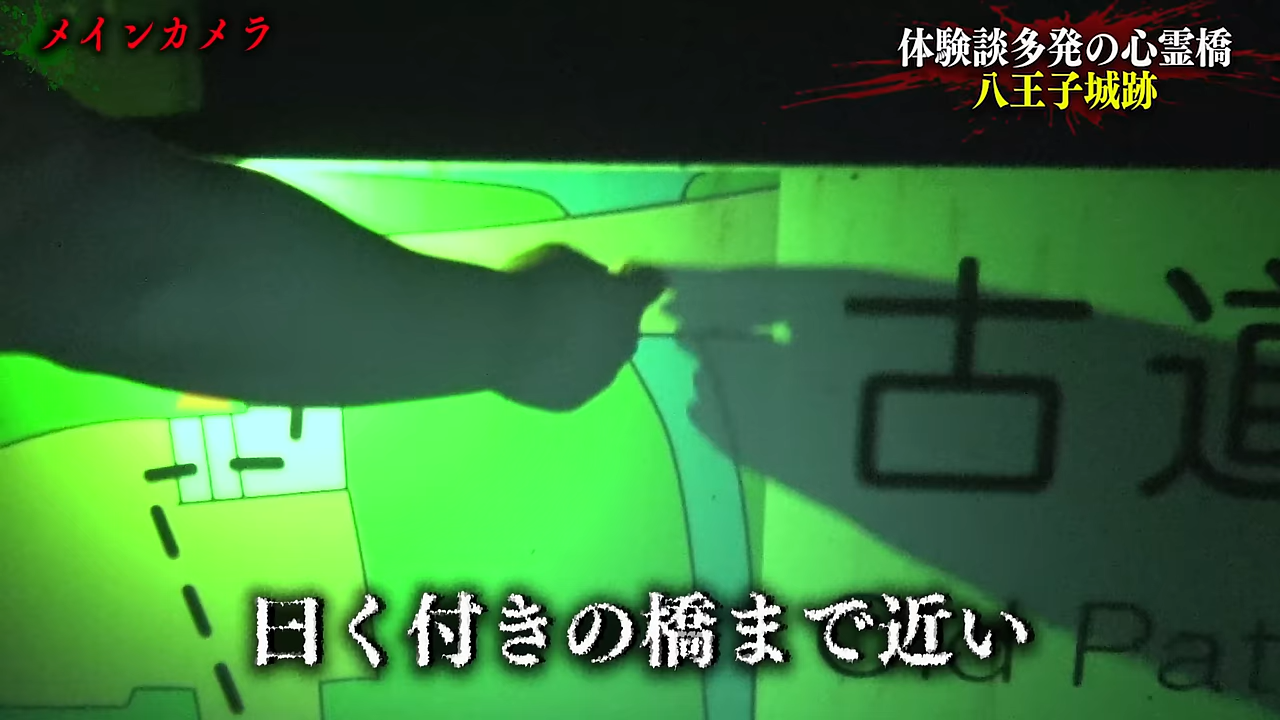 メインカメラ
体験談多発の心霊橋
八王子城跡
古道
Old Pat
曰く付きの橋まで近い